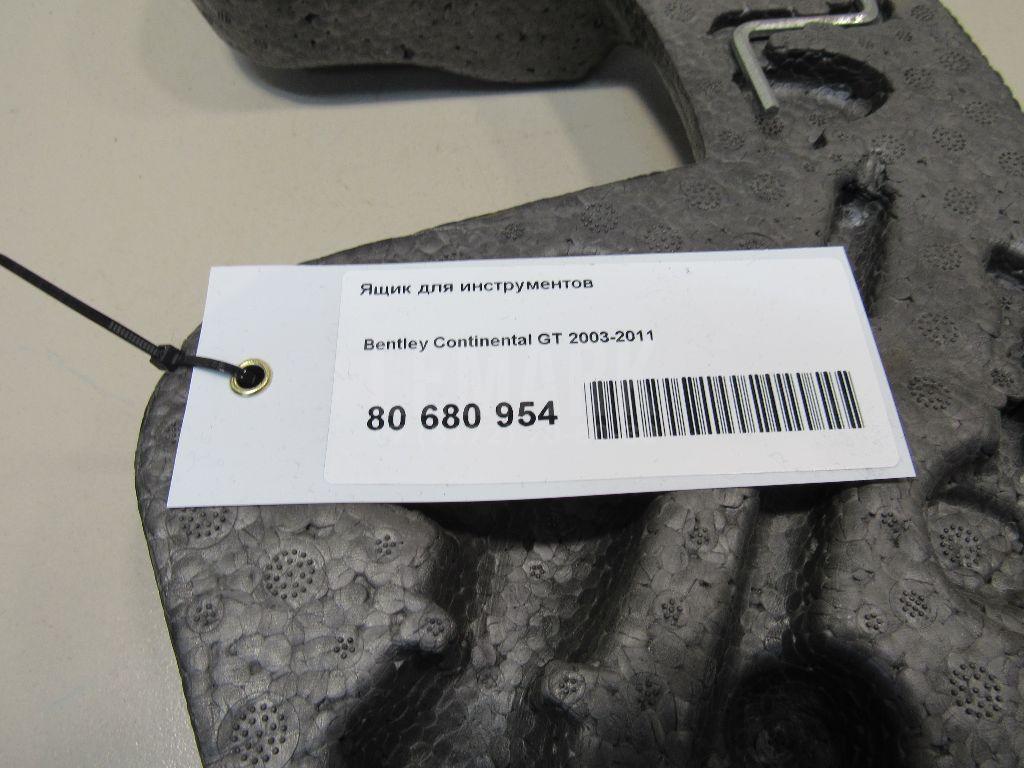 Ящик для инструментов
Bentley Continental GT 2003-2011
80 680 954